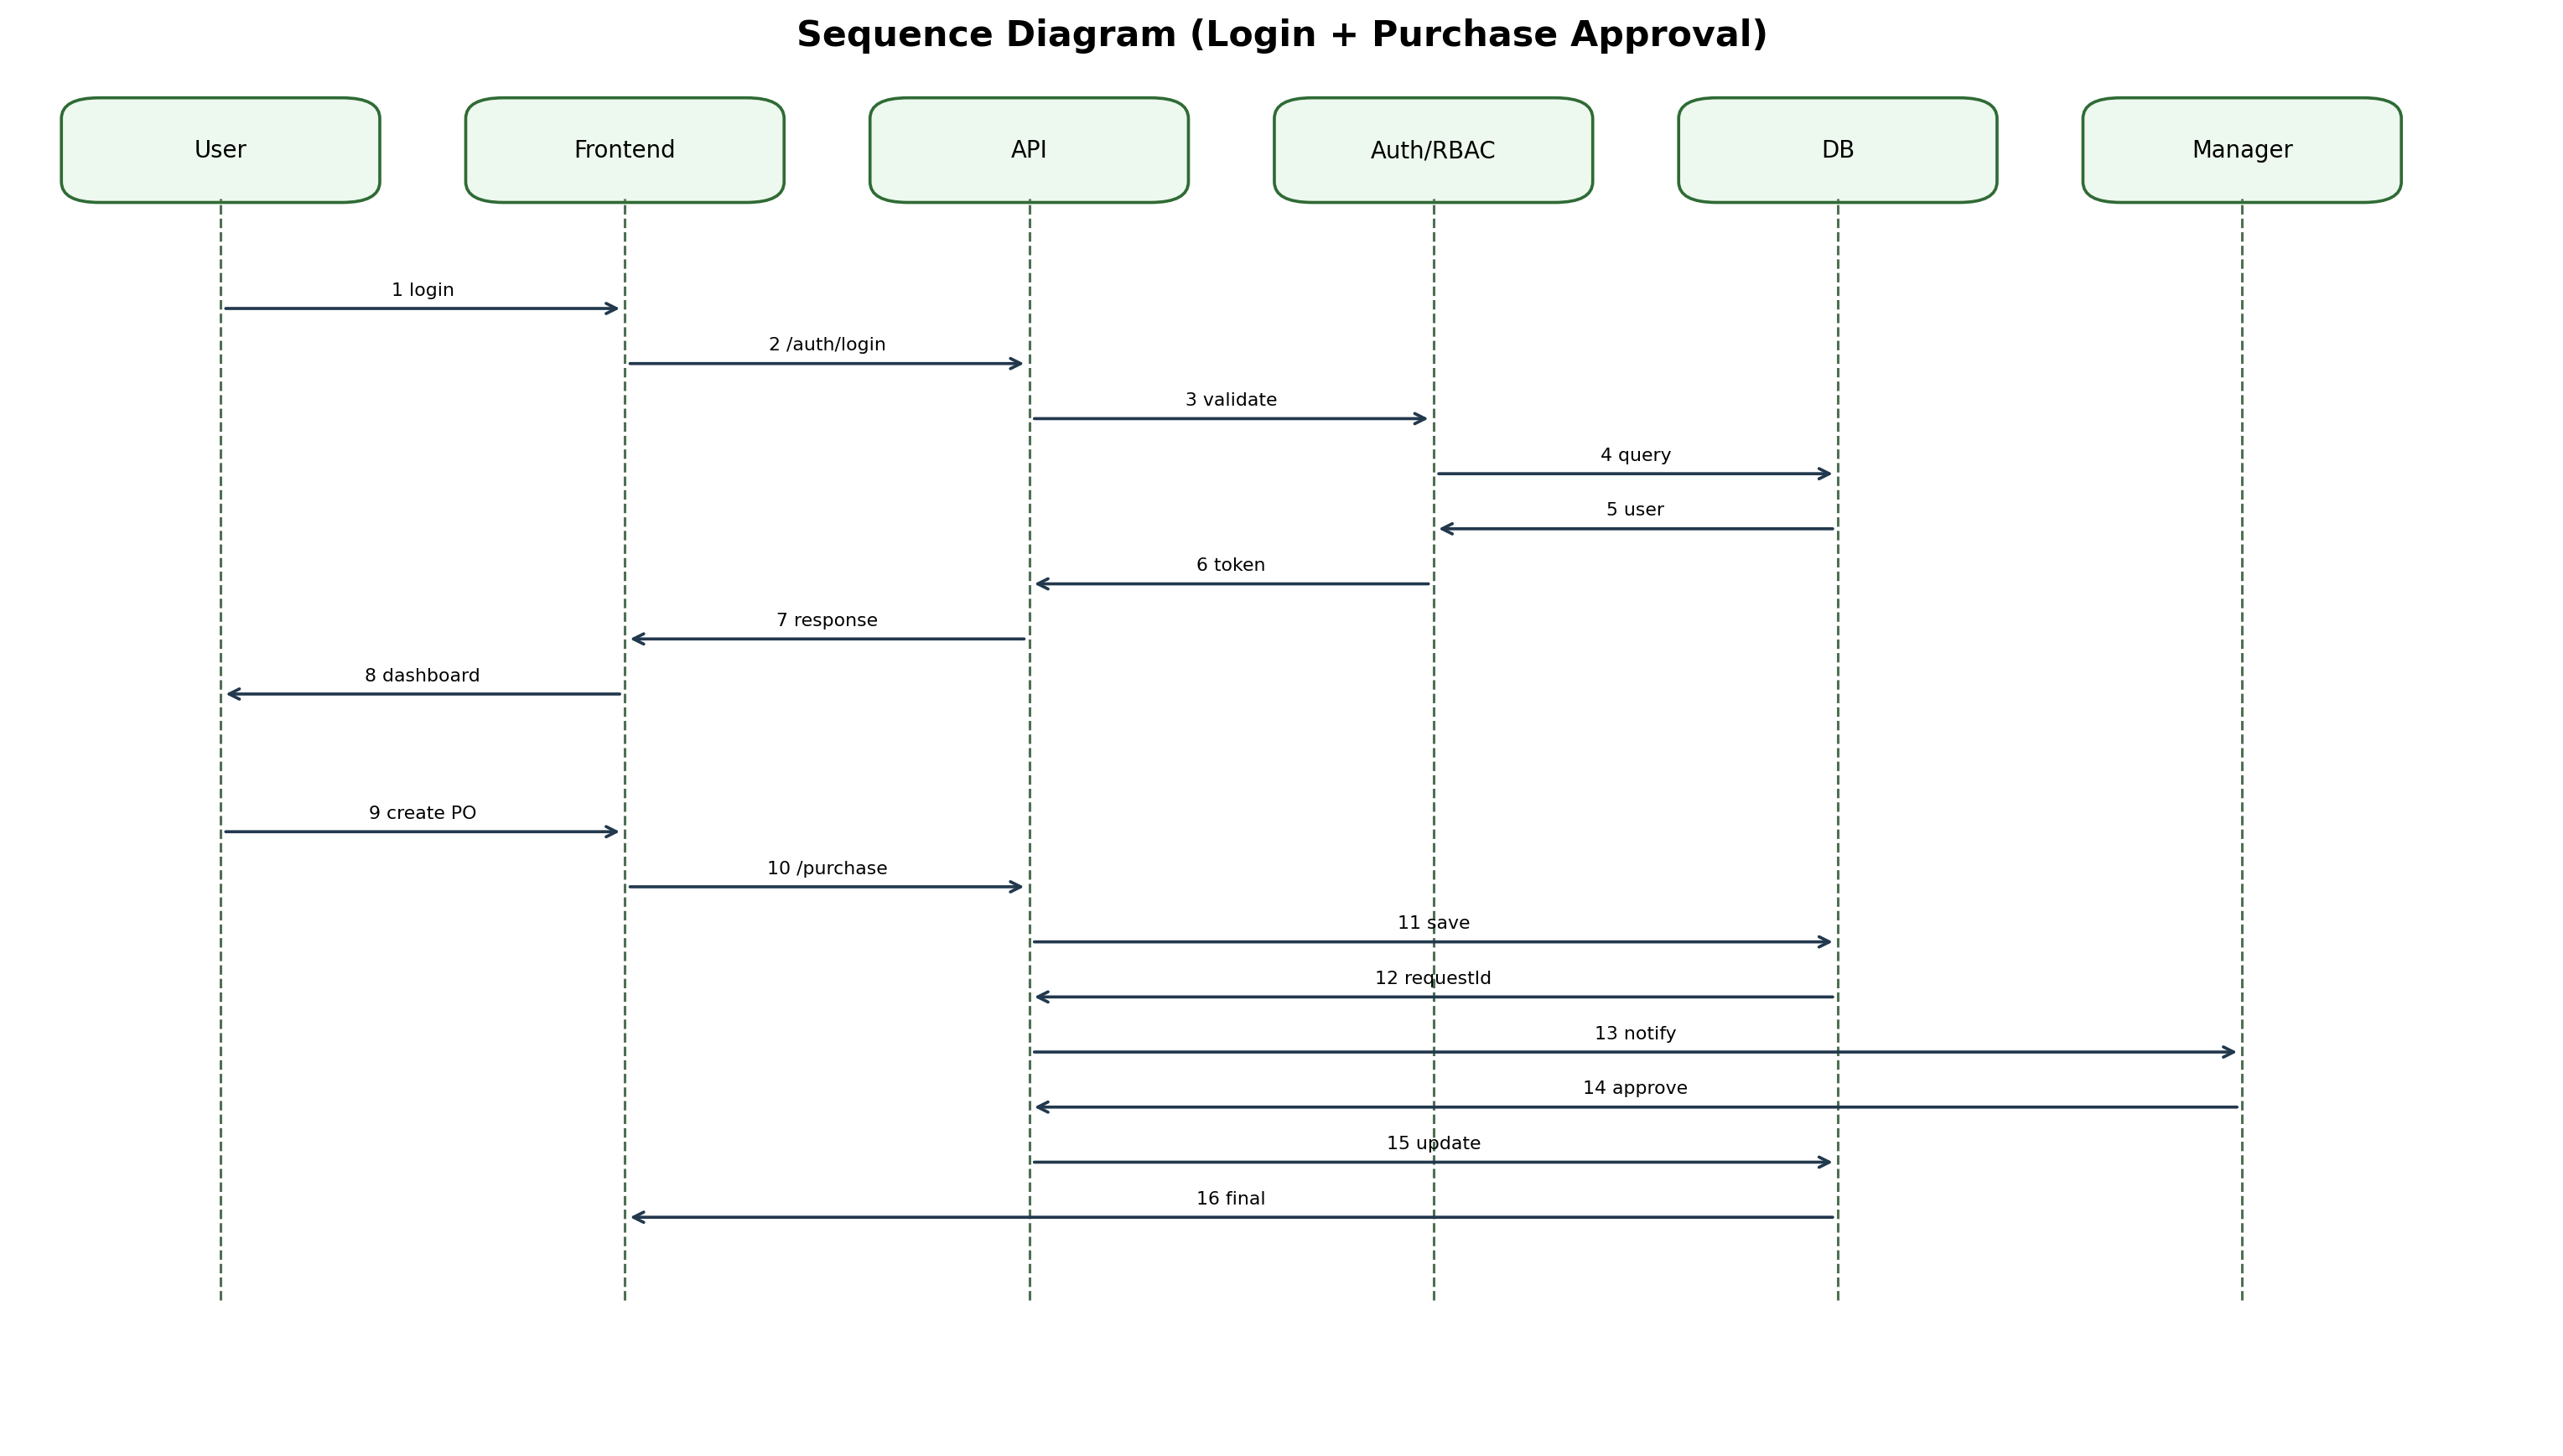 Sequence Diagram (Login + Purchase Approval)
User
Frontend
API
Auth/RBAC
DB
Manager
1 login
2 /auth/login
3 validate
4 query
5 user
6 token
7 response
8 dashboard
9 create PO
10 /purchase
11 save
12 requestId
13 notify
14 approve
15 update
16 final